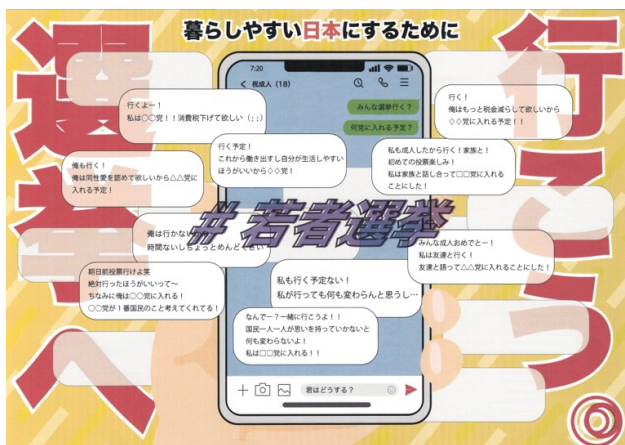 暮らしやすい日本にするために
選挙へ
行こう
7:20
祝成人(18)
みんな選挙行く?
何党に入れる予定?
行くよー!
私は○○党!!消費税下げて欲しい(;;)
行く!
俺はもっと税金減らして欲しいから
◇◇党に入れる予定!!
行く予定!
これから働き出すし自分が生活しやすい
ほうがいいから◇◇党!
私も成人したから行く!家族と!
初めての投票楽しみ!
私は家族と話し合って□□党に入れる
ことにした!
俺も行く!
俺は同性愛を認めて欲しいから△△党に
入れる予定!
#若者選挙
俺は行かない
時間ないしちょっとめんどくさい
みんな成人おめでとー!
私は友達と行く!
友達と語って△△党に入れることにした!
期日前投票行けよ笑
絶対行ったほうがいいって〜
ちなみに俺は○○党に入れる!
○○党が1番国民のこと考えてくれてる!
私も行く予定ない!
私が行っても何も変わらんと思うし…
なんでー?一緒に行こうよ!!
国民一人一人が思いを持っていかないと
何も変わらないよ!
私は□□党に入れる!!
君はどうする?